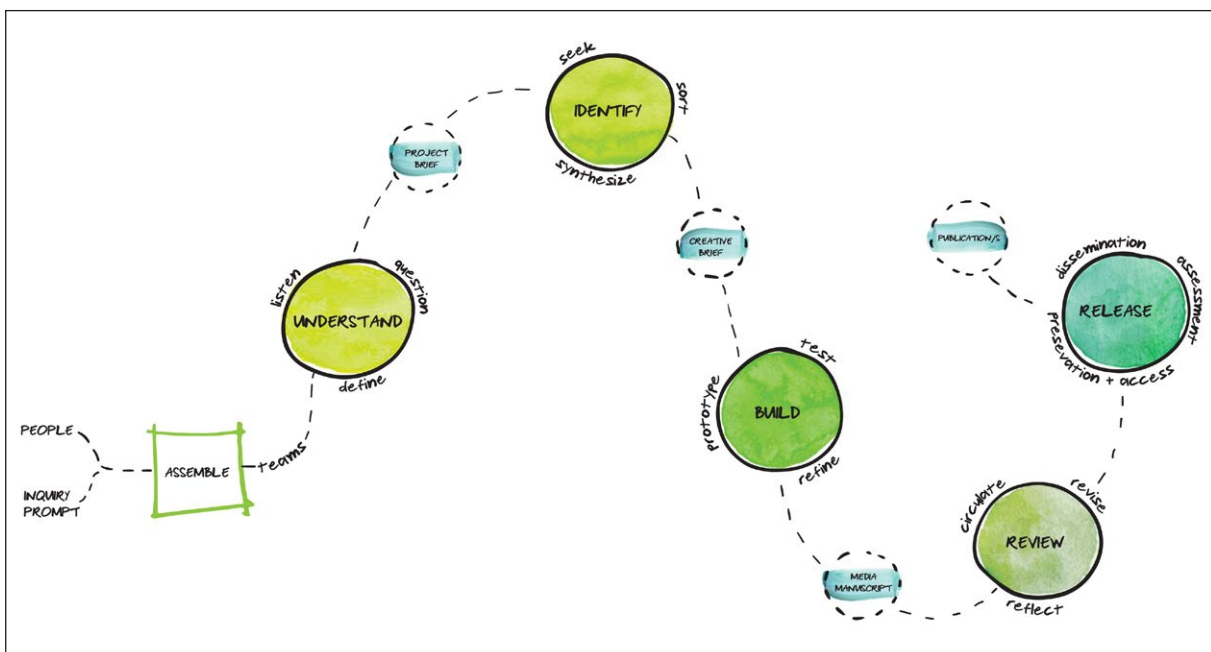 PEOPLE
INQUIRY
PROMPT
ASSEMBLE
teams
UNDERSTAND
listen
question
define
PROJECT
BRIEF
IDENTIFY
seek
sort
synthesize
CREATIVE
BRIEF
BUILD
prototype
test
refine
MEDIA
MANUSCRIPT
REVIEW
circulate
revise
reflect
RELEASE
dissemination
assessment
presevation + access
PUBLICATION/S